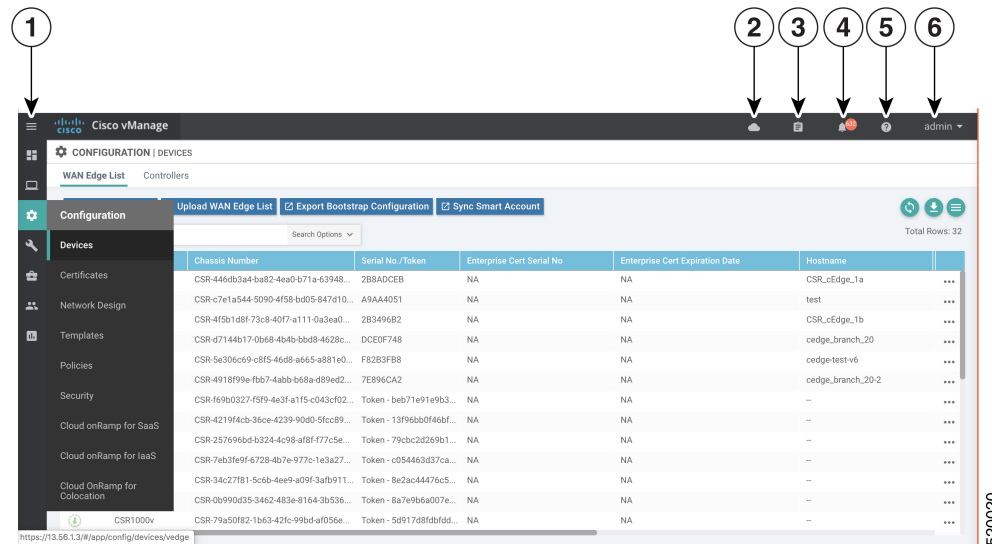 1 2 3 4 5 6
cisco Cisco vManage 632 ? admin
CONFIGURATION | DEVICES
WAN Edge List Controllers
Upload WAN Edge List Export Bootstrap Configuration Sync Smart Account
Search Options Total Rows: 32
Configuration
Devices
Certificates
Network Design
Templates
Policies
Security
Cloud onRamp for SaaS
Cloud onRamp for IaaS
Cloud OnRamp for
Colocation
Chassis Number Serial No./Token Enterprise Cert Serial No Enterprise Cert Expiration Date Hostname
CSR-446db3a4-ba82-4ea0-b71a-63948... 2B8ADCEB NA NA CSR_cEdge_1a ...
CSR-c7e1a544-5090-4f58-bd05-847d10... A9AA4051 NA NA test ...
CSR-4f5b1d8f-73c8-40f7-a111-0a3ea0... 2B3496B2 NA NA CSR_cEdge_1b ...
CSR-d7144b17-0b68-4b4b-bbd8-4628c... DCE0F748 NA NA cedge_branch_20 ...
CSR-5e306c69-c8f5-46d8-a665-a881e0... F82B3FB8 NA NA cedge-test-v6 ...
CSR-4918f99e-fbb7-4abb-b68a-d89ed2... 7E896CA2 NA NA cedge_branch_20-2 ...
CSR-f69b0327-f5f9-4e3f-a1f5-c043cf02... Token - beb71e91e9b3... NA NA -- ...
CSR-4219f4cb-36ce-4239-90d0-5fcc89... Token - 13f96bb0f46bf... NA NA -- ...
CSR-257696bd-b324-4c98-af8f-f77c5e... Token - 79cbc2d269b1... NA NA -- ...
CSR-7eb3fe9f-6728-4b7e-977c-1e3a27... Token - c054463d37ca... NA NA -- ...
CSR-34c27f81-5c6b-4ee9-a09f-3afb911... Token - 8e2ac44476c5... NA NA -- ...
CSR-0b990d35-3462-483e-8164-3b536... Token - 8a7e9b6a007e... NA NA -- ...
CSR1000v CSR-79a50f82-1b63-42fc-99bd-af056e... Token - 5d917d8fdbfdd... NA NA -- ...
https://13.56.1.3/#/app/config/devices/vedge